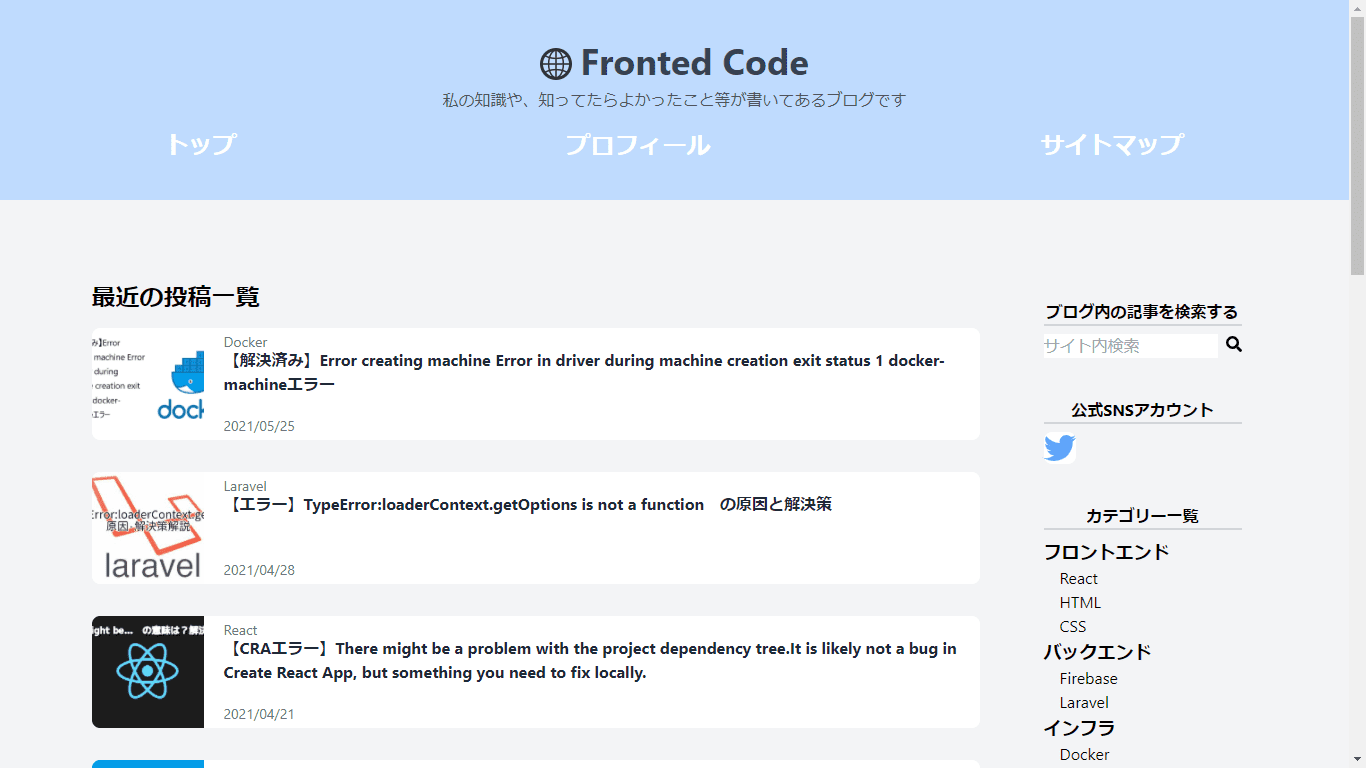 Fronted Code
私の知識や、知ってたらよかったこと等が書いてあるブログです
トップ
プロフィール
サイトマップ
最近の投稿一覧
み】Error
machine Error
during
creation exit
docker-
エラー
dock
Docker
【解決済み】Error creating machine Error in driver during machine creation exit status 1 docker-
machineエラー
2021/05/25
Error:loaderContext.ge
原因、解決策解説
laravel
Laravel
【エラー】TypeError:loaderContext.getOptions is not a function　の原因と解決策
2021/04/28
ight be...　の意味は？解決
React
【CRAエラー】There might be a problem with the project dependency tree.It is likely not a bug in
Create React App, but something you need to fix locally.
2021/04/21
ブログ内の記事を検索する
サイト内検索
公式SNSアカウント
カテゴリー一覧
フロントエンド
React
HTML
CSS
バックエンド
Firebase
Laravel
インフラ
Docker